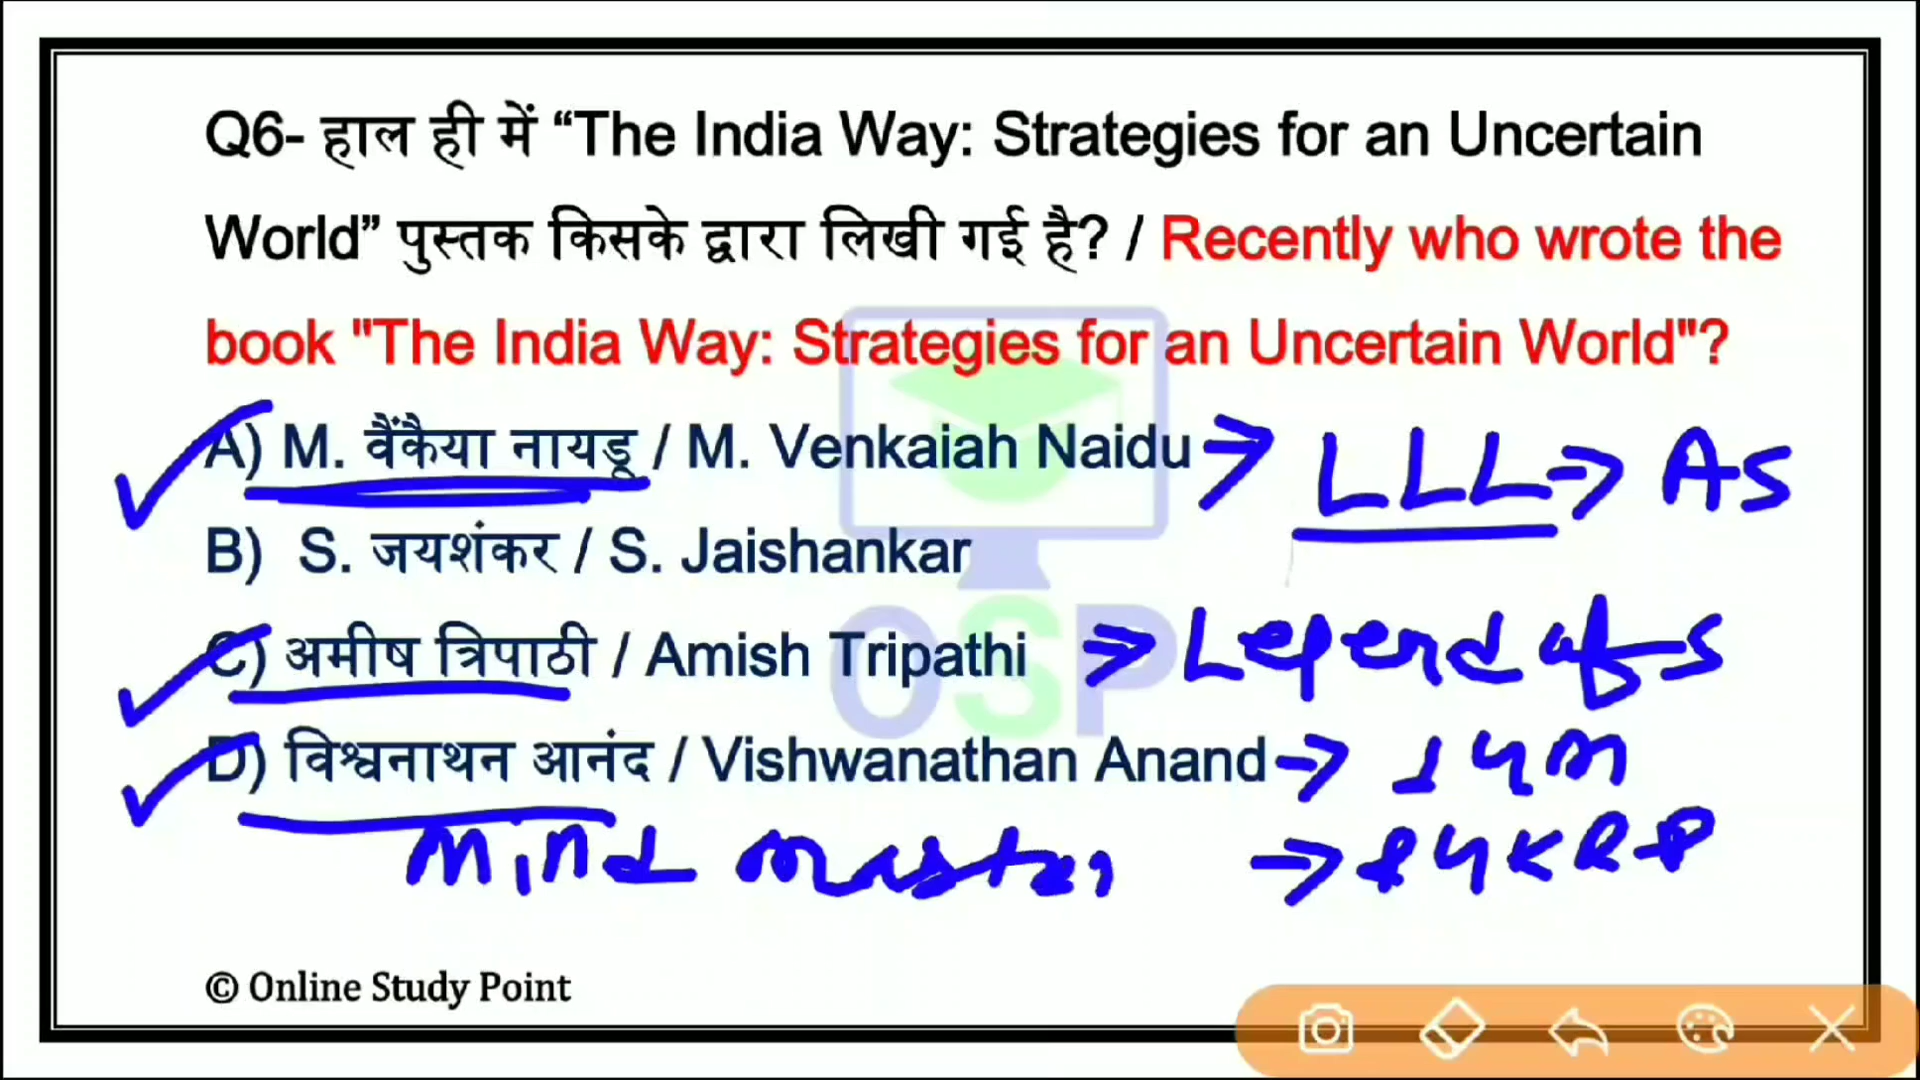 Q6- हाल ही में “The India Way: Strategies for an Uncertain
World” पुस्तक किसके द्वारा लिखी गई है? / Recently who wrote the
book "The India Way: Strategies for an Uncertain World"?
A) M. वैंकैया नायडू / M. Venkaiah Naidu → LLL → AS
B) S. जयशंकर / S. Jaishankar
C) अमीष त्रिपाठी / Amish Tripathi → Legend of S
D) विश्वनाथन आनंद / Vishwanathan Anand →
Mind master →
OSP
© Online Study Point